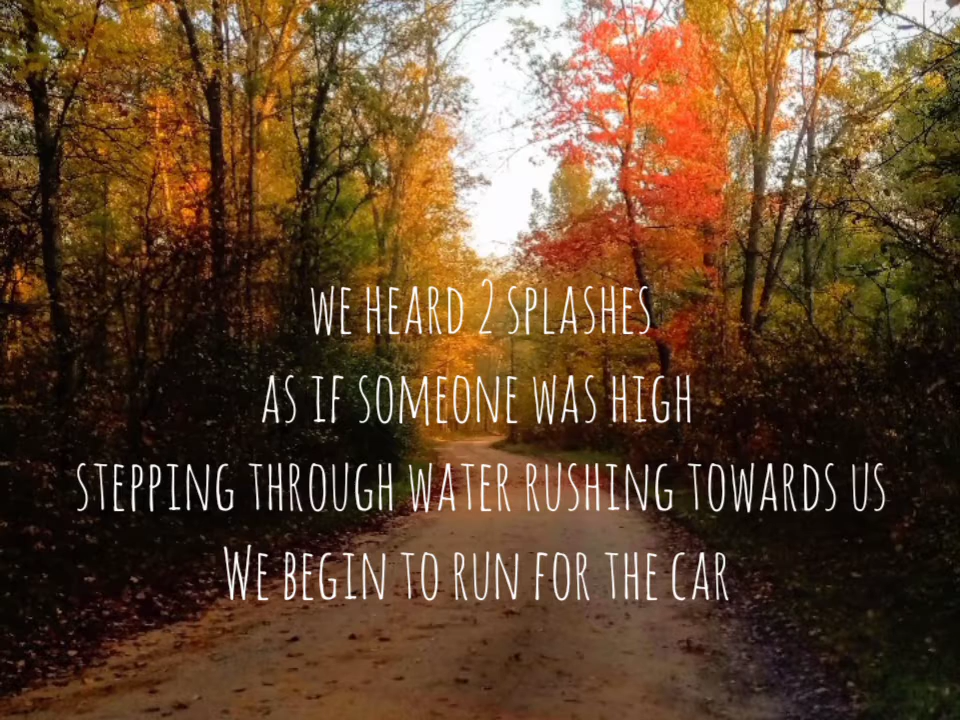 we heard 2 splashes
as if someone was high
stepping through water rushing towards us
We begin to run for the car